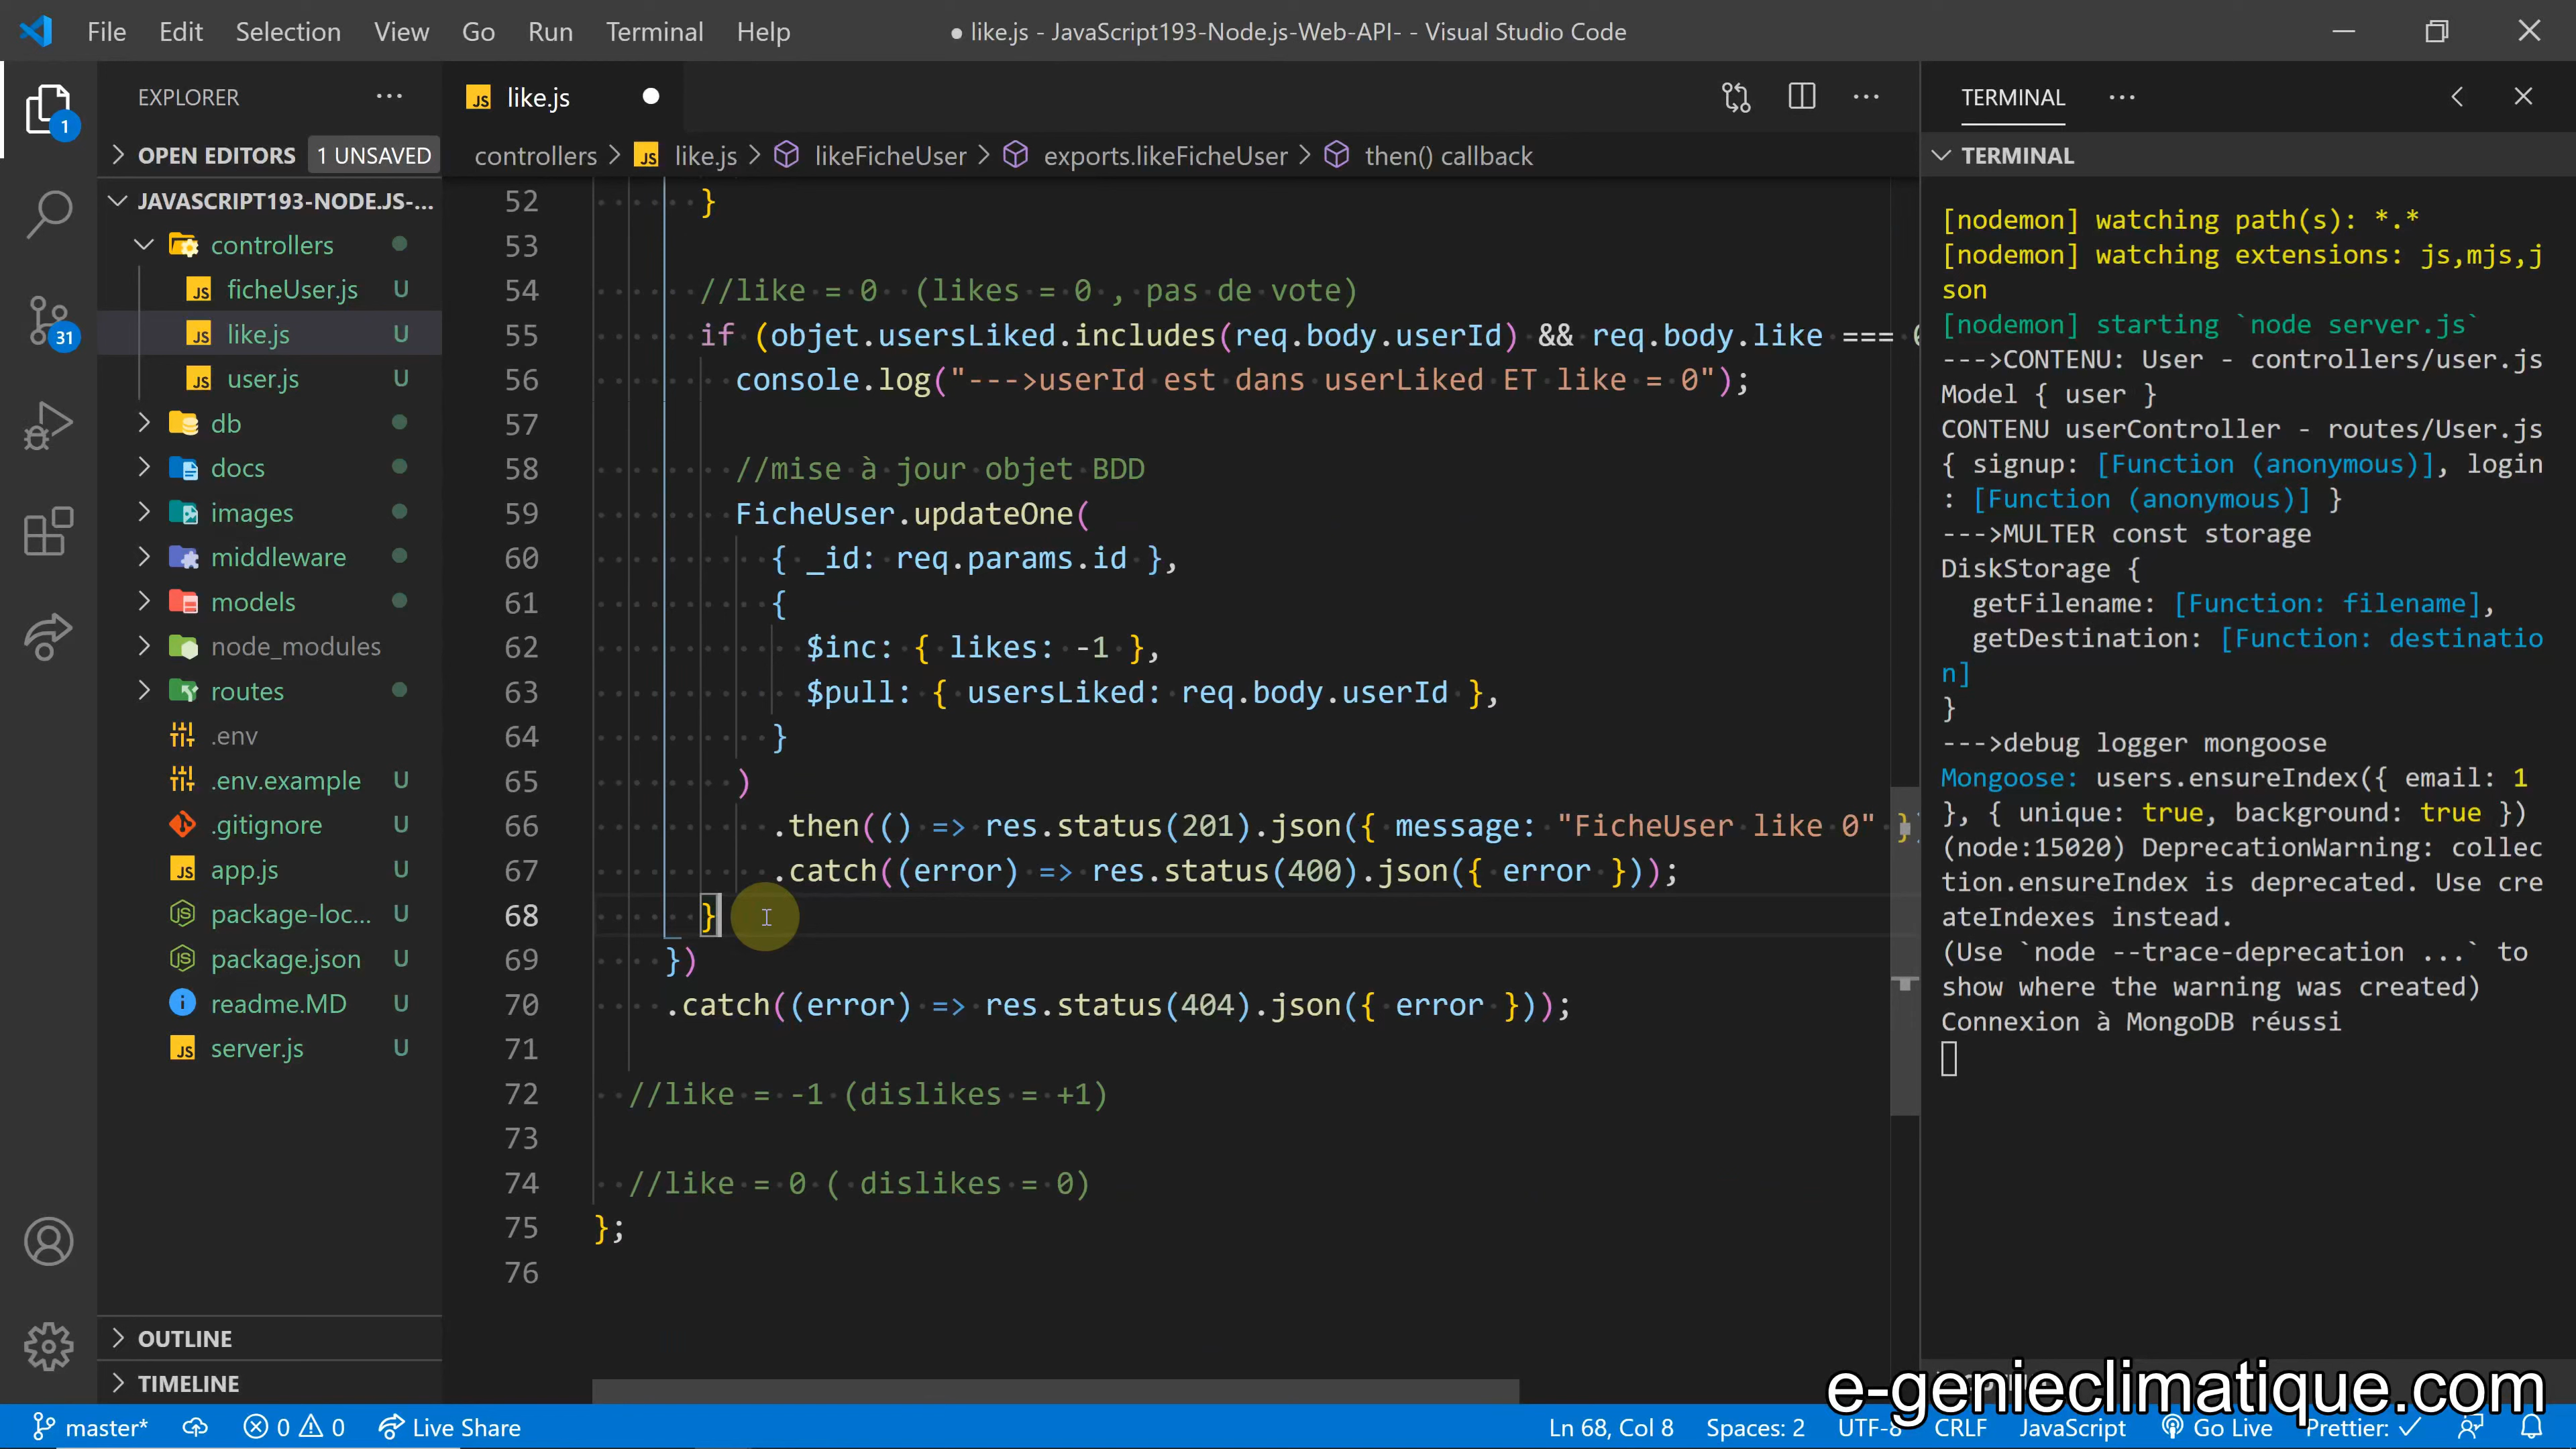 File Edit Selection View Go Run Terminal Help
● like.js - JavaScript193-Node.js-Web-API- - Visual Studio Code
EXPLORER
1
OPEN EDITORS 1 UNSAVED
JAVASCRIPT193-NODE.JS-...
controllers
ficheUser.js U
like.js U
user.js U
31
db
docs
images
middleware
models
node_modules
routes
.env
.env.example U
.gitignore U
app.js U
package-loc... U
package.json U
readme.MD U
server.js U
OUTLINE
TIMELINE
JS like.js
controllers > JS like.js > likeFicheUser > exports.likeFicheUser > then() callback
52 }
53
54 //like = 0 (likes = 0 , pas de vote)
55 if (objet.usersLiked.includes(req.body.userId) && req.body.like ===
56 console.log("--->userId est dans userLiked ET like = 0");
57
58 //mise à jour objet BDD
59 FicheUser.updateOne(
60 { _id: req.params.id },
61 {
62 $inc: { likes: -1 },
63 $pull: { usersLiked: req.body.userId },
64 }
65 )
66 .then(() => res.status(201).json({ message: "FicheUser like 0" })
67 .catch((error) => res.status(400).json({ error }));
68 }
69 })
70 .catch((error) => res.status(404).json({ error }));
71
72 //like = -1 (dislikes = +1)
73
74 //like = 0 ( dislikes = 0)
75 };
76
TERMINAL
TERMINAL
[nodemon] watching path(s): *.*
[nodemon] watching extensions: js,mjs,j
son
[nodemon] starting `node server.js`
--->CONTENU: User - controllers/user.js
Model { user }
CONTENU userController - routes/User.js
{ signup: [Function (anonymous)], login
: [Function (anonymous)] }
--->MULTER const storage
DiskStorage {
getFilename: [Function: filename],
getDestination: [Function: destinatio
n]
}
--->debug logger mongoose
Mongoose: users.ensureIndex({ email: 1
}, { unique: true, background: true })
(node:15020) DeprecationWarning: collec
tion.ensureIndex is deprecated. Use cre
ateIndexes instead.
(Use `node --trace-deprecation ...` to
show where the warning was created)
Connexion à MongoDB réussi
e-genieclimatique.com
master* 0 0 Live Share
Ln 68, Col 8 Spaces: 2 UTF-8 CRLF JavaScript Go Live Prettier: ✓